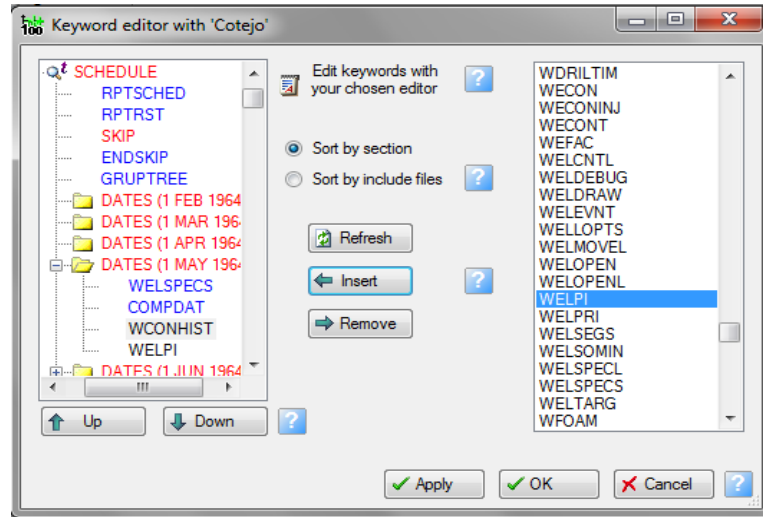 Keyword editor with 'Cotejo'
SCHEDULE
RPTSCHED
RPTRST
SKIP
ENDSKIP
GRUPTREE
DATES (1 FEB 1964
DATES (1 MAR 196
DATES (1 APR 1964
DATES (1 MAY 196
WELSPECS
COMPDAT
WCONHIST
WELPI
DATES (1 JUN 1964
Up
Down
?
Edit keywords with
your chosen editor
?
Sort by section
Sort by include files
?
Refresh
Insert
?
Remove
WDRILTIM
WECON
WECONINJ
WECONT
WEFAC
WELCNTL
WELDEBUG
WELDRAW
WELEVNT
WELLOPTS
WELMOVEL
WELOPEN
WELOPENL
WELPI
WELPRI
WELSEGS
WELSOMIN
WELSPECL
WELSPECS
WELTARG
WFOAM
Apply
OK
Cancel
?